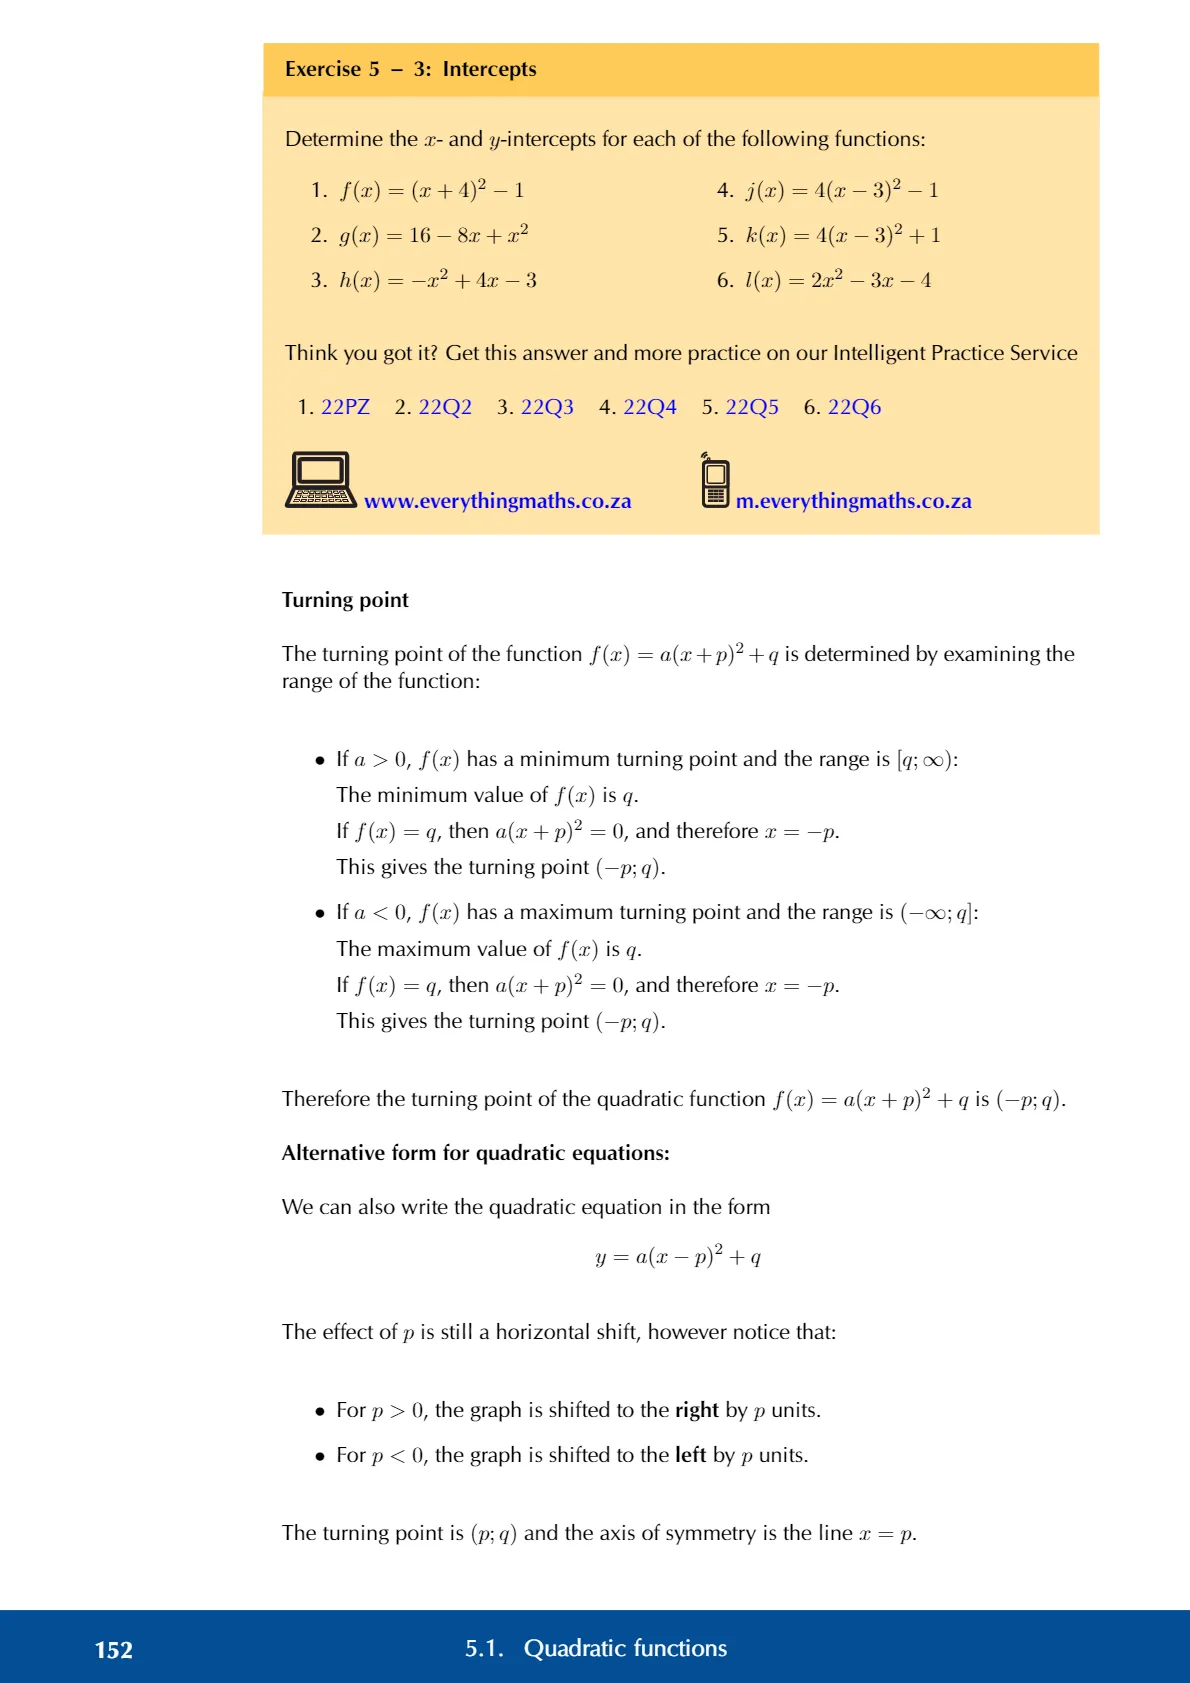 Exercise 5 – 3: Intercepts
Determine the x- and y-intercepts for each of the following functions:
1. f(x) = (x + 4)² − 1
2. g(x) = 16 − 8x + x²
3. h(x) = −x² + 4x − 3
4. j(x) = 4(x − 3)² − 1
5. k(x) = 4(x − 3)² + 1
6. l(x) = 2x² − 3x − 4
Think you got it? Get this answer and more practice on our Intelligent Practice Service
1. 22PZ 2. 22Q2 3. 22Q3 4. 22Q4 5. 22Q5 6. 22Q6
www.everythingmaths.co.za m.everythingmaths.co.za
Turning point
The turning point of the function f(x) = a(x + p)² + q is determined by examining the
range of the function:
• If a > 0, f(x) has a minimum turning point and the range is [q; ∞):
The minimum value of f(x) is q.
If f(x) = q, then a(x + p)² = 0, and therefore x = −p.
This gives the turning point (−p; q).
• If a < 0, f(x) has a maximum turning point and the range is (−∞; q]:
The maximum value of f(x) is q.
If f(x) = q, then a(x + p)² = 0, and therefore x = −p.
This gives the turning point (−p; q).
Therefore the turning point of the quadratic function f(x) = a(x + p)² + q is (−p; q).
Alternative form for quadratic equations:
We can also write the quadratic equation in the form
y = a(x − p)² + q
The effect of p is still a horizontal shift, however notice that:
• For p > 0, the graph is shifted to the right by p units.
• For p < 0, the graph is shifted to the left by p units.
The turning point is (p; q) and the axis of symmetry is the line x = p.
152 5.1. Quadratic functions